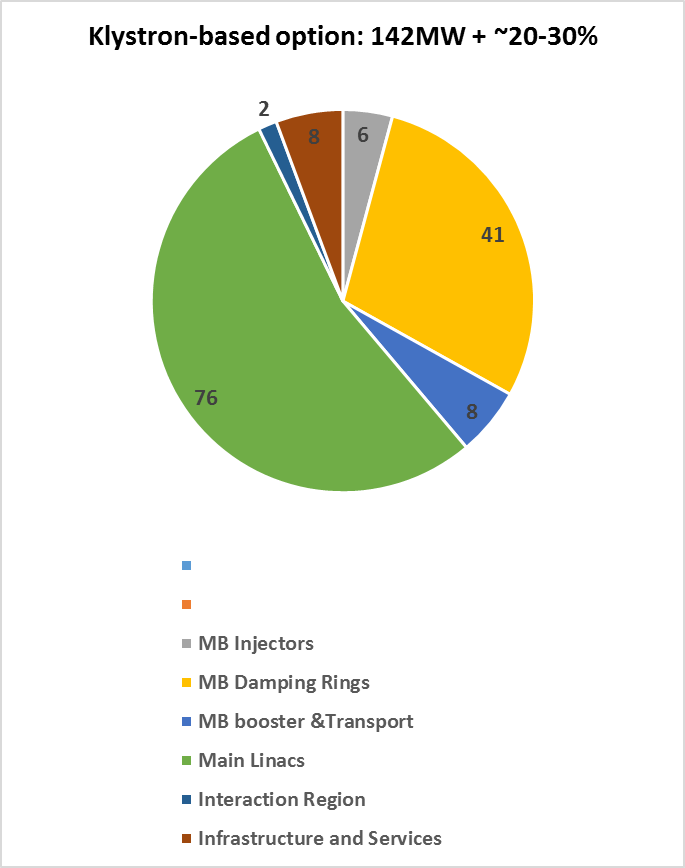 Klystron-based option: 142MW + ~20-30%
2
8
6
41
8
76
MB Injectors
MB Damping Rings
MB booster &Transport
Main Linacs
Interaction Region
Infrastructure and Services